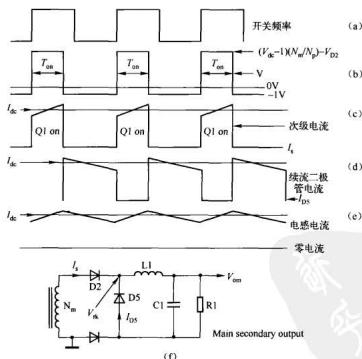 开关频率 (a)
(V_dc-1)(N_m/N_p)-V_D2
T_on T_on T_on V (b)
0V
-1V
I_dc (c)
Q1 on Q1 on Q1 on 次级电流
I_s
I_dc (d)
续流二极
管电流
I_D5
I_dc (e)
电感电流
零电流
I_s L1 V_om
D2
N_m D5 C1 R1
I_D5
Main secondary output
(f)